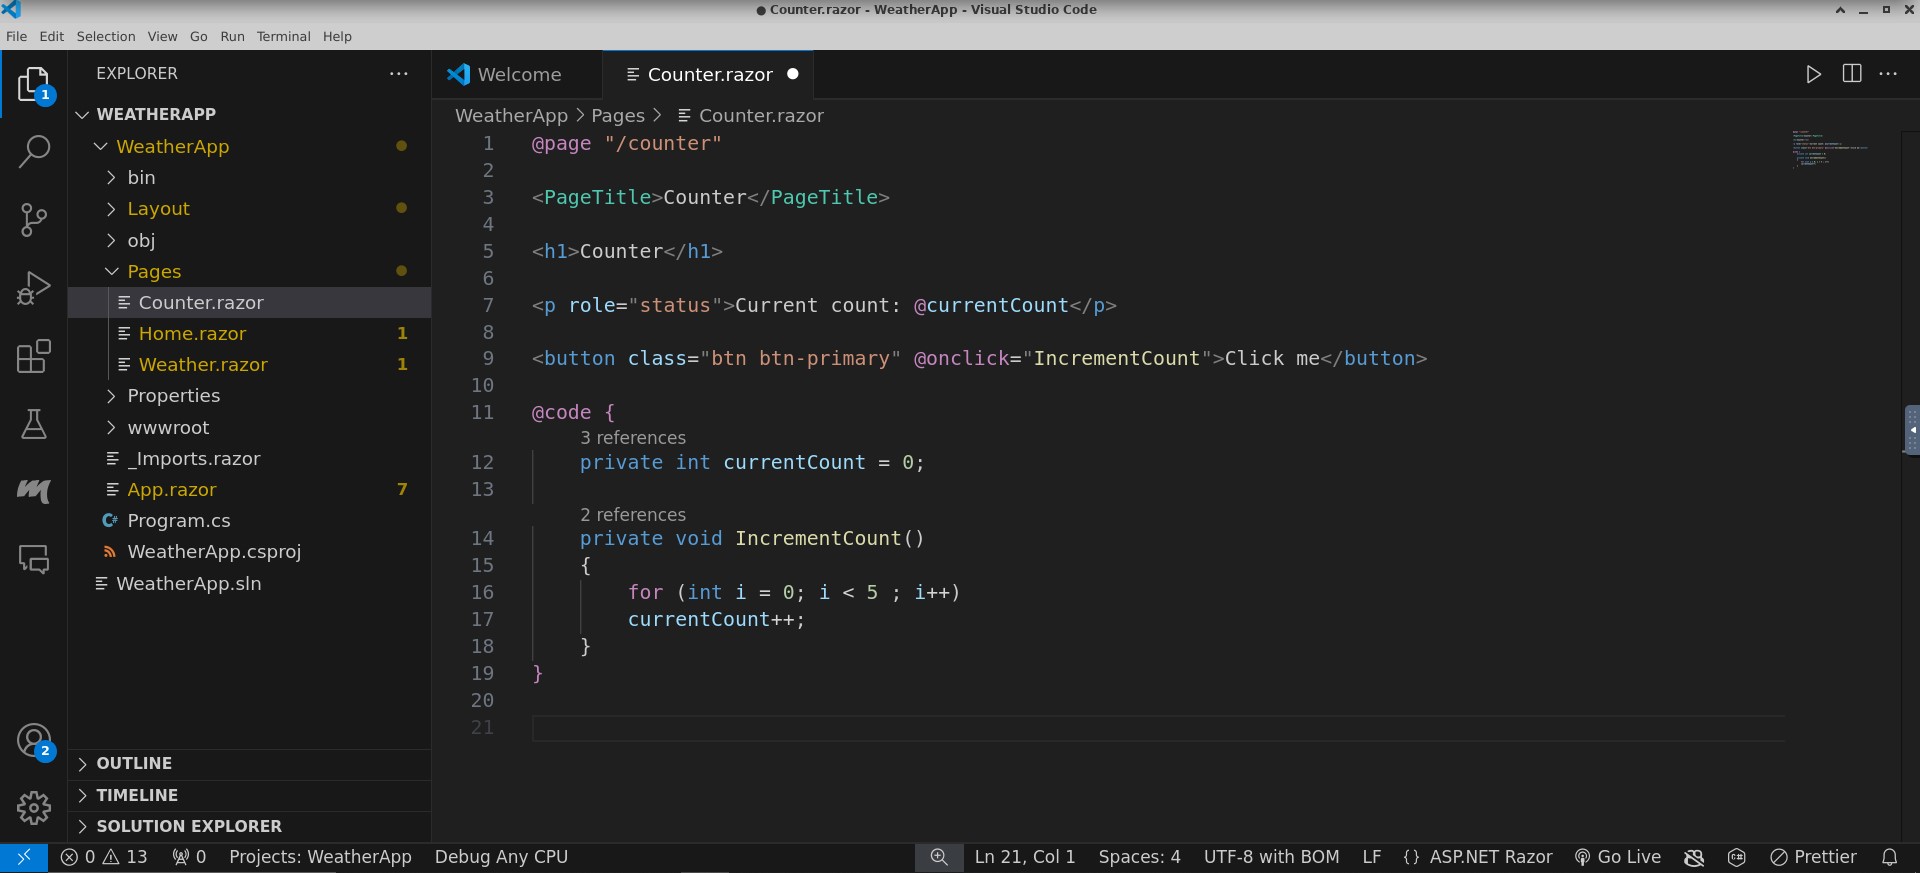 ● Counter.razor - WeatherApp - Visual Studio Code
File Edit Selection View Go Run Terminal Help
EXPLORER
WEATHERAPP
WeatherApp
bin
Layout
obj
Pages
Counter.razor
Home.razor 1
Weather.razor 1
Properties
wwwroot
_Imports.razor
App.razor 7
Program.cs
WeatherApp.csproj
WeatherApp.sln
OUTLINE
TIMELINE
SOLUTION EXPLORER
1
2
Welcome
Counter.razor
WeatherApp > Pages > Counter.razor
1 @page "/counter"
2
3 <PageTitle>Counter</PageTitle>
4
5 <h1>Counter</h1>
6
7 <p role="status">Current count: @currentCount</p>
8
9 <button class="btn btn-primary" @onclick="IncrementCount">Click me</button>
10
11 @code {
3 references
12     private int currentCount = 0;
13
2 references
14     private void IncrementCount()
15     {
16         for (int i = 0; i < 5 ; i++)
17         currentCount++;
18     }
19 }
20
21
0 13 0 Projects: WeatherApp Debug Any CPU Ln 21, Col 1 Spaces: 4 UTF-8 with BOM LF {} ASP.NET Razor Go Live Prettier